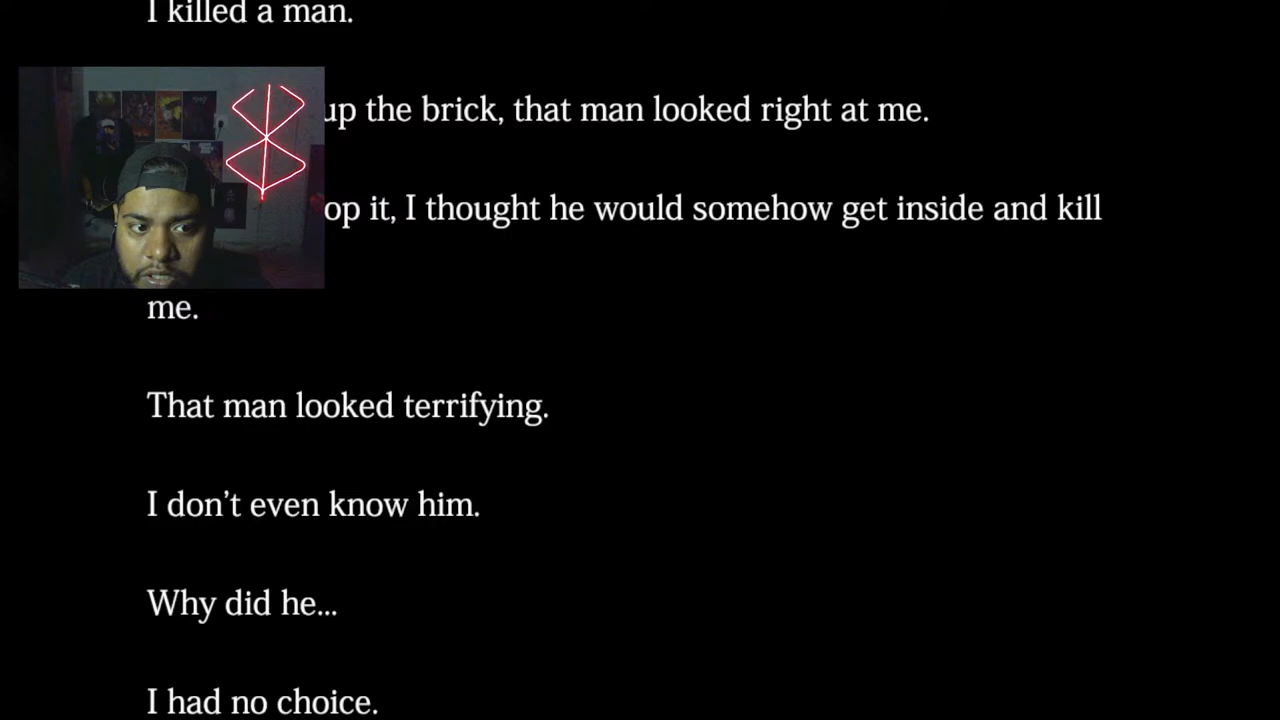 I killed a man.
up the brick, that man looked right at me.
op it, I thought he would somehow get inside and kill
me.
That man looked terrifying.
I don't even know him.
Why did he...
I had no choice.